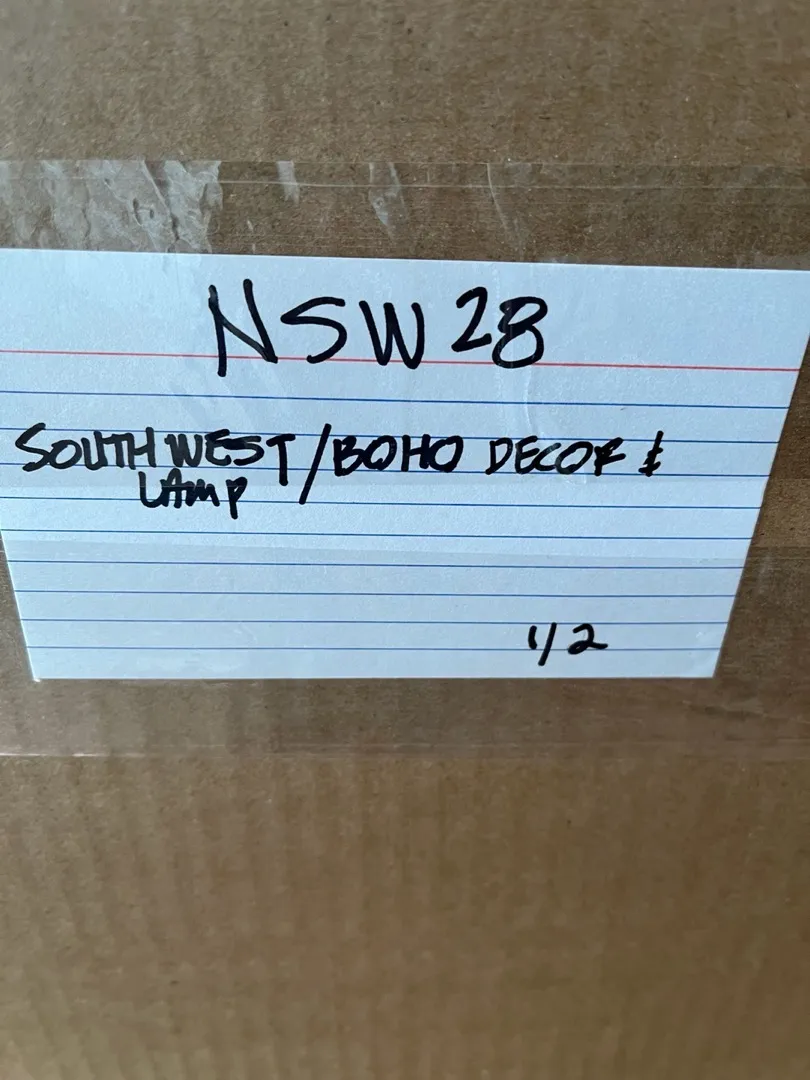 NSW 28
SOUTHWEST/BOHO DECOR &
LAMP
1/2